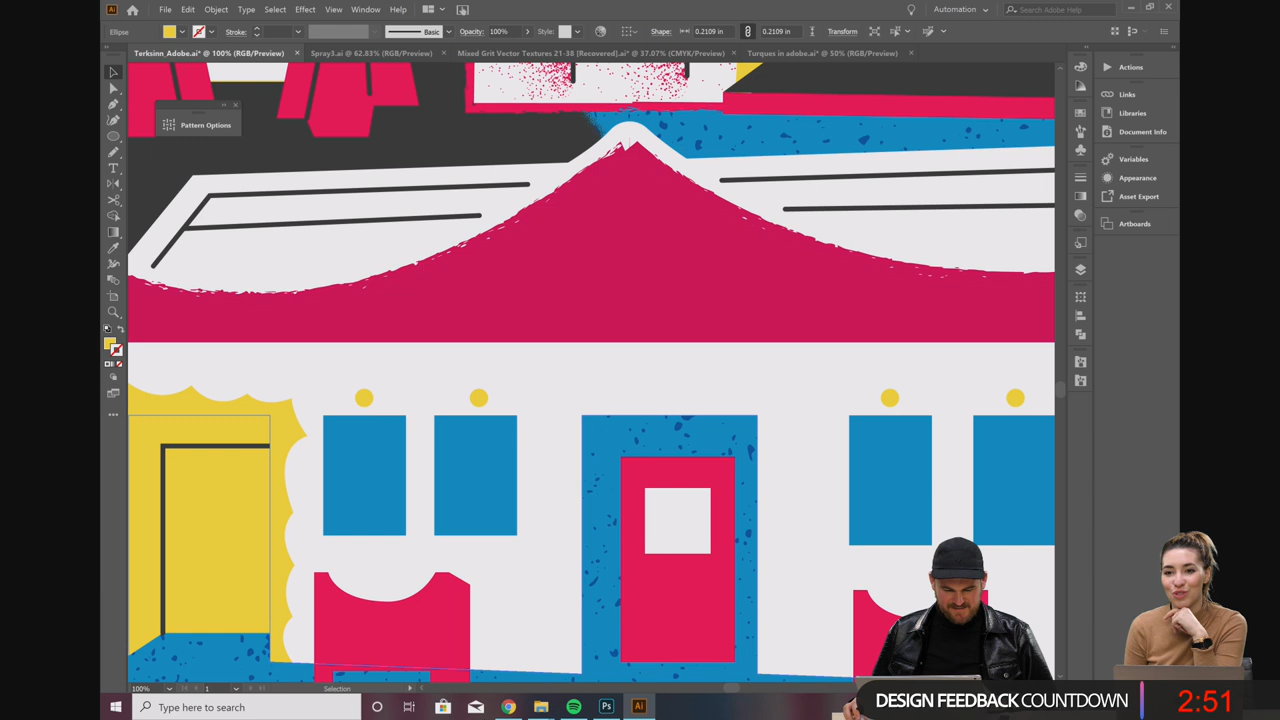 Ai File Edit Object Type Select Effect View Window Help Automation Search Adobe Help
Ellipse Stroke: Basic Opacity: 100% Style: Shape: 0.2109 in 0.2109 in Transform
Terksinn_Adobe.ai* @ 100% (RGB/Preview) × Spray3.ai @ 62.83% (RGB/Preview) × Mixed Grit Vector Textures 21-38 [Recovered].ai* @ 37.07% (CMYK/Preview) × Turques in adobe.ai* @ 50% (RGB/Preview) ×
Pattern Options
Actions
Links
Libraries
Document Info
Variables
Appearance
Asset Export
Artboards
100% 1 Selection
Type here to search
Ps
Ai
DESIGN FEEDBACK COUNTDOWN 2:51